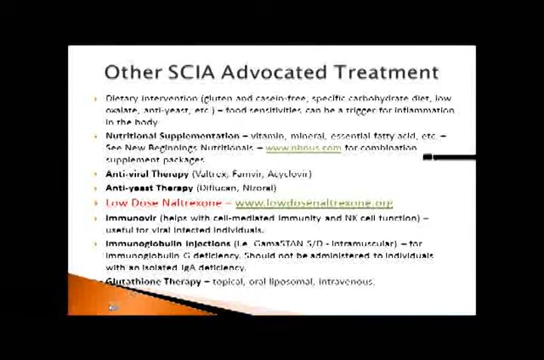 Other SCIA Advocated Treatment
Dietary intervention (gluten and casein-free, specific carbohydrate diet, low
oxalate, anti-yeast, etc.) – food sensitivities can be a trigger for inflammation
in the body.
Nutritional Supplementation – vitamin, mineral, essential fatty acid, etc. –
See New Beginnings Nutritionals – www.nbnus.com for combination
supplement packages.
Anti-viral Therapy (Valtrex, Famvir, Acyclovir)
Anti-yeast Therapy (Diflucan, Nizoral)
Low Dose Naltrexone – www.lowdosenaltrexone.org
Immunovir (helps with cell-mediated immunity and NK cell function) –
useful for viral infected individuals.
Immunoglobulin Injections (i.e. GamaSTAN S/D – intramuscular) – for
immunoglobulin G deficiency. Should not be administered to individuals
with an isolated IgA deficiency.
Glutathione Therapy – topical, oral liposomal, intravenous.